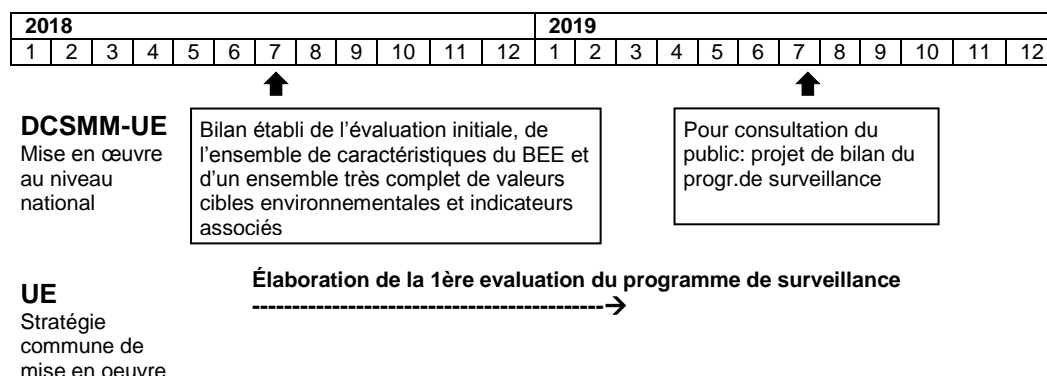 2018 2019
1 2 3 4 5 6 7 8 9 10 11 12 1 2 3 4 5 6 7 8 9 10 11 12
DCSMM-UE
Mise en œuvre
au niveau
national
Bilan établi de l’évaluation initiale, de
l’ensemble de caractéristiques du BEE et
d’un ensemble très complet de valeurs
cibles environnementales et indicateurs
associés
Pour consultation du
public: projet de bilan du
progr.de surveillance
UE
Stratégie
commune de
mise en oeuvre
Élaboration de la 1ère evaluation du programme de surveillance
--------------------------------------------→